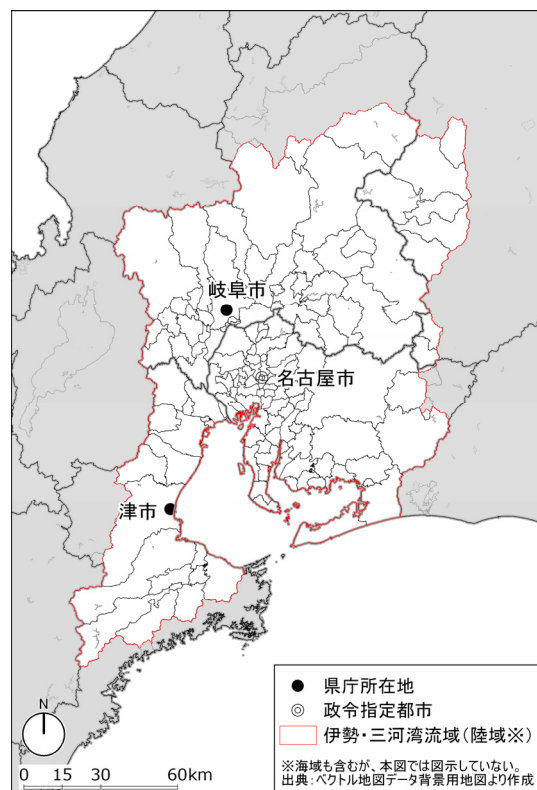 岐阜市
名古屋市
津市
● 県庁所在地
◎ 政令指定都市
伊勢・三河湾流域(陸域※)
※海域も含むが、本図では図示していない。
出典:ベクトル地図データ背景用地図より作成
N
0 15 30 60km